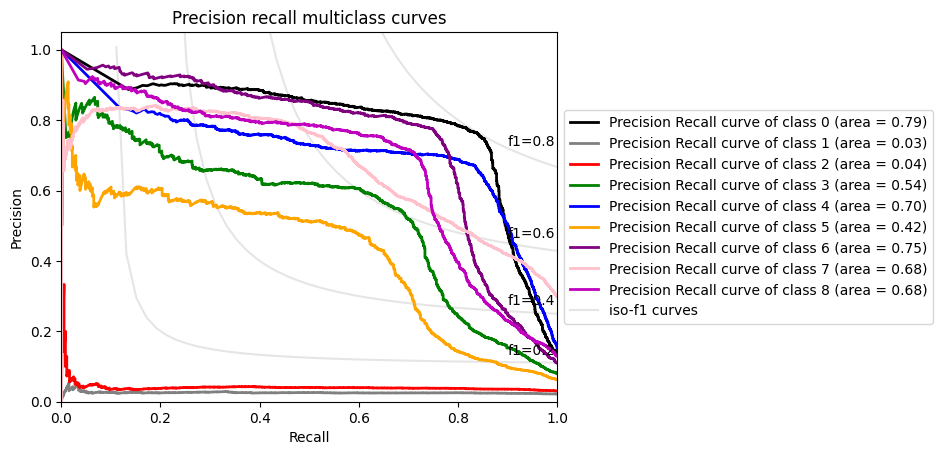 Precision recall multiclass curves
1.0
0.8
0.6
0.4
0.2
0.0
Precision
0.0 0.2 0.4 0.6 0.8 1.0
Recall
f1=0.8
f1=0.6
f1=0.4
f1=0.2
Precision Recall curve of class 0 (area = 0.79)
Precision Recall curve of class 1 (area = 0.03)
Precision Recall curve of class 2 (area = 0.04)
Precision Recall curve of class 3 (area = 0.54)
Precision Recall curve of class 4 (area = 0.70)
Precision Recall curve of class 5 (area = 0.42)
Precision Recall curve of class 6 (area = 0.75)
Precision Recall curve of class 7 (area = 0.68)
Precision Recall curve of class 8 (area = 0.68)
iso-f1 curves